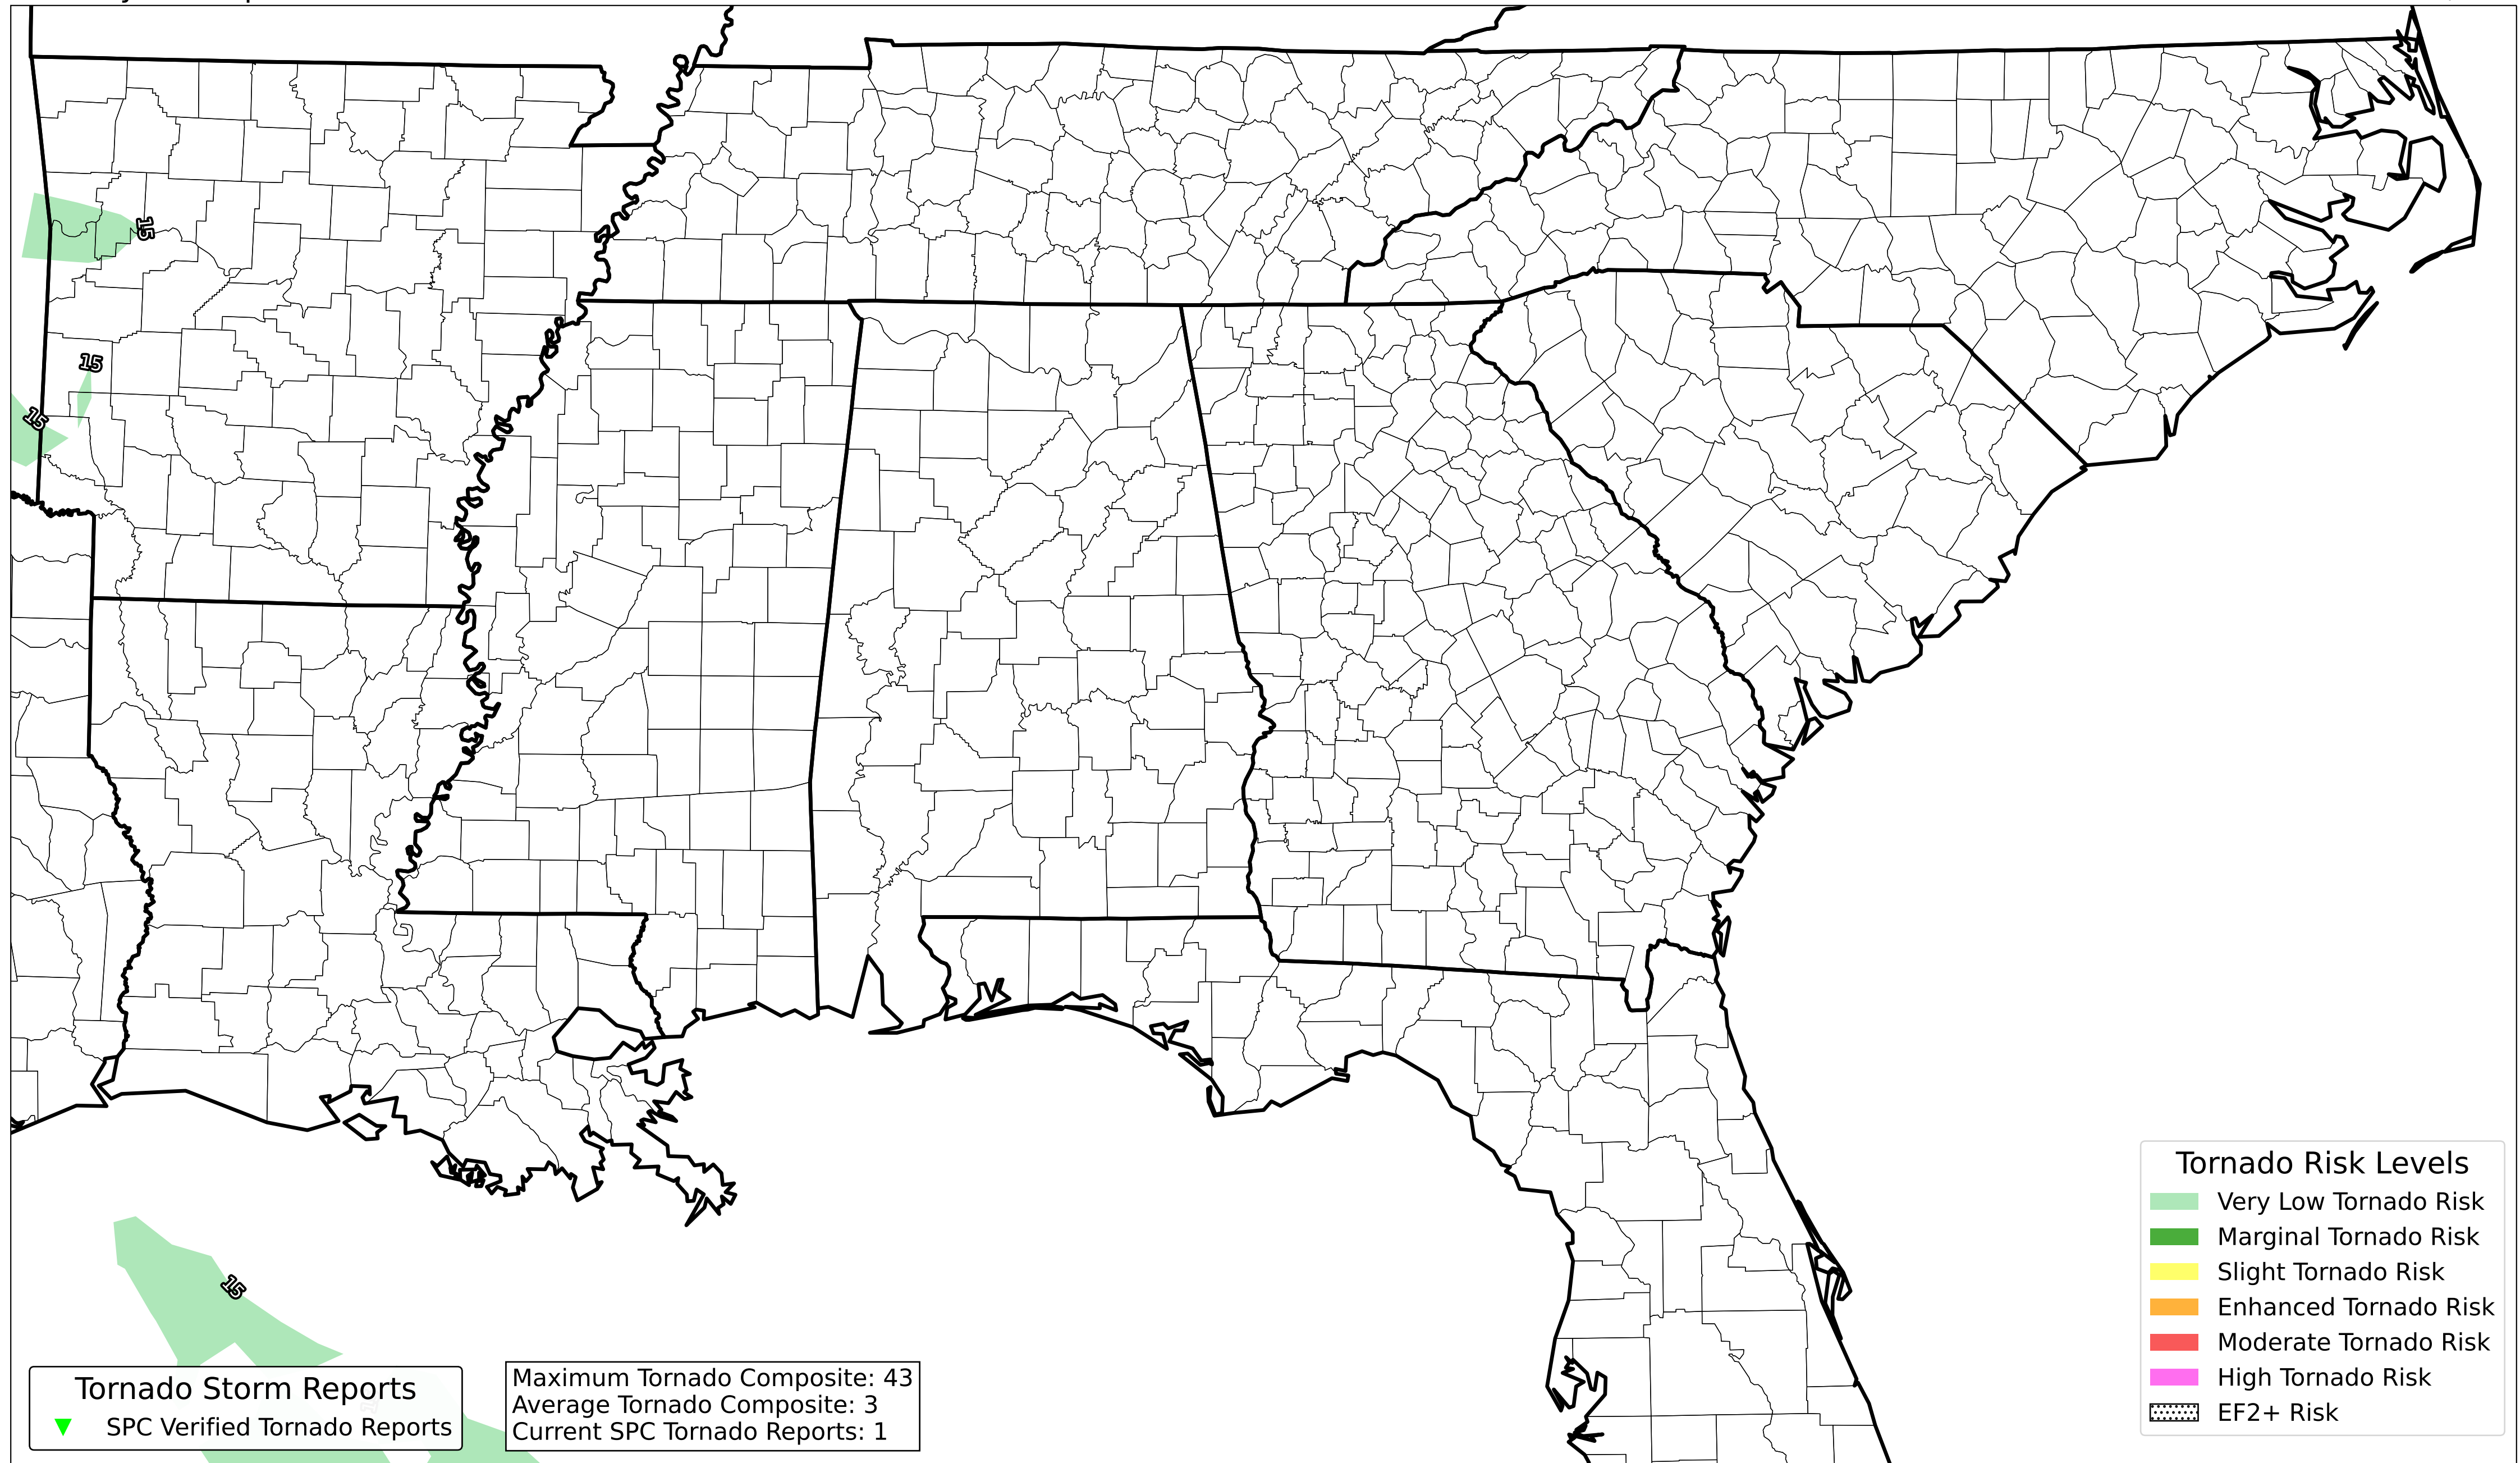 15
15
15
15
Tornado Storm Reports
SPC Verified Tornado Reports
Maximum Tornado Composite: 43
Average Tornado Composite: 3
Current SPC Tornado Reports: 1
Tornado Risk Levels
Very Low Tornado Risk
Marginal Tornado Risk
Slight Tornado Risk
Enhanced Tornado Risk
Moderate Tornado Risk
High Tornado Risk
EF2+ Risk